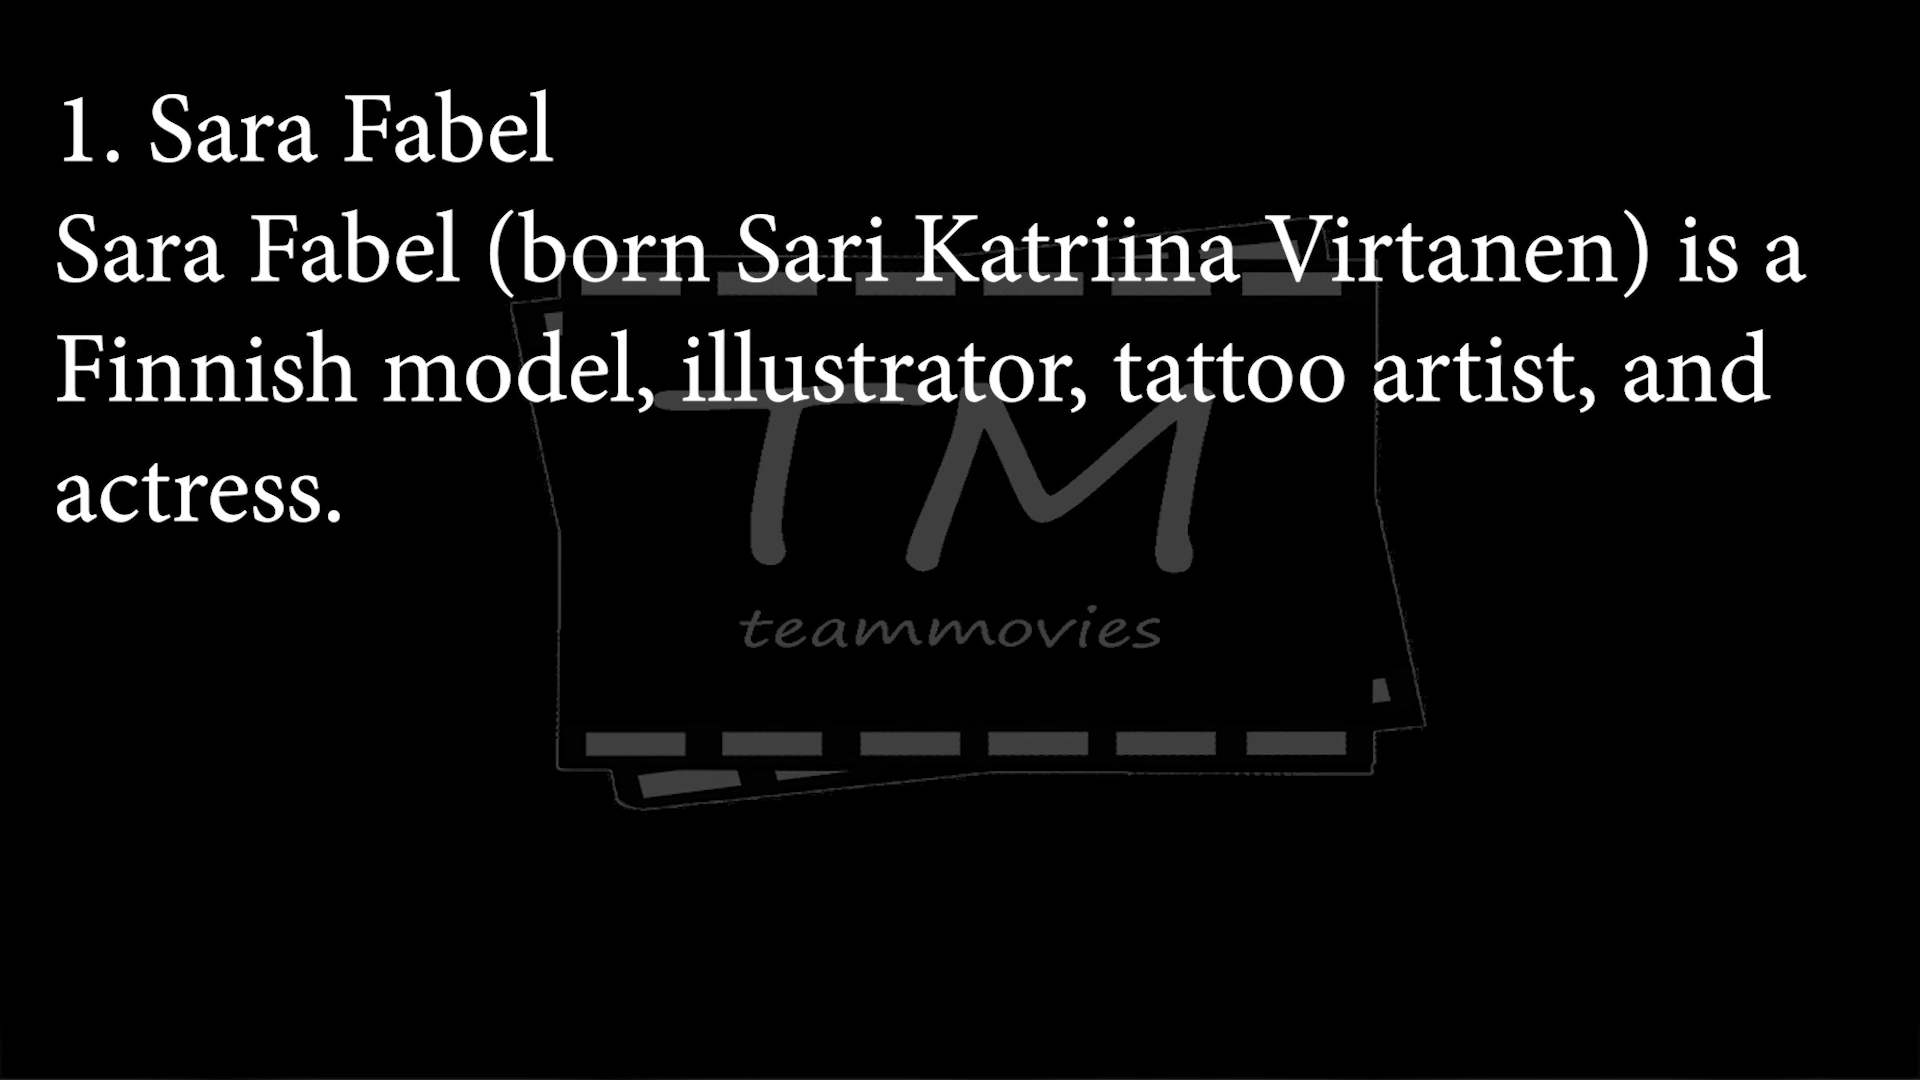 1. Sara Fabel
Sara Fabel (born Sari Katriina Virtanen) is a
Finnish model, illustrator, tattoo artist, and
actress.
TM
teammovies